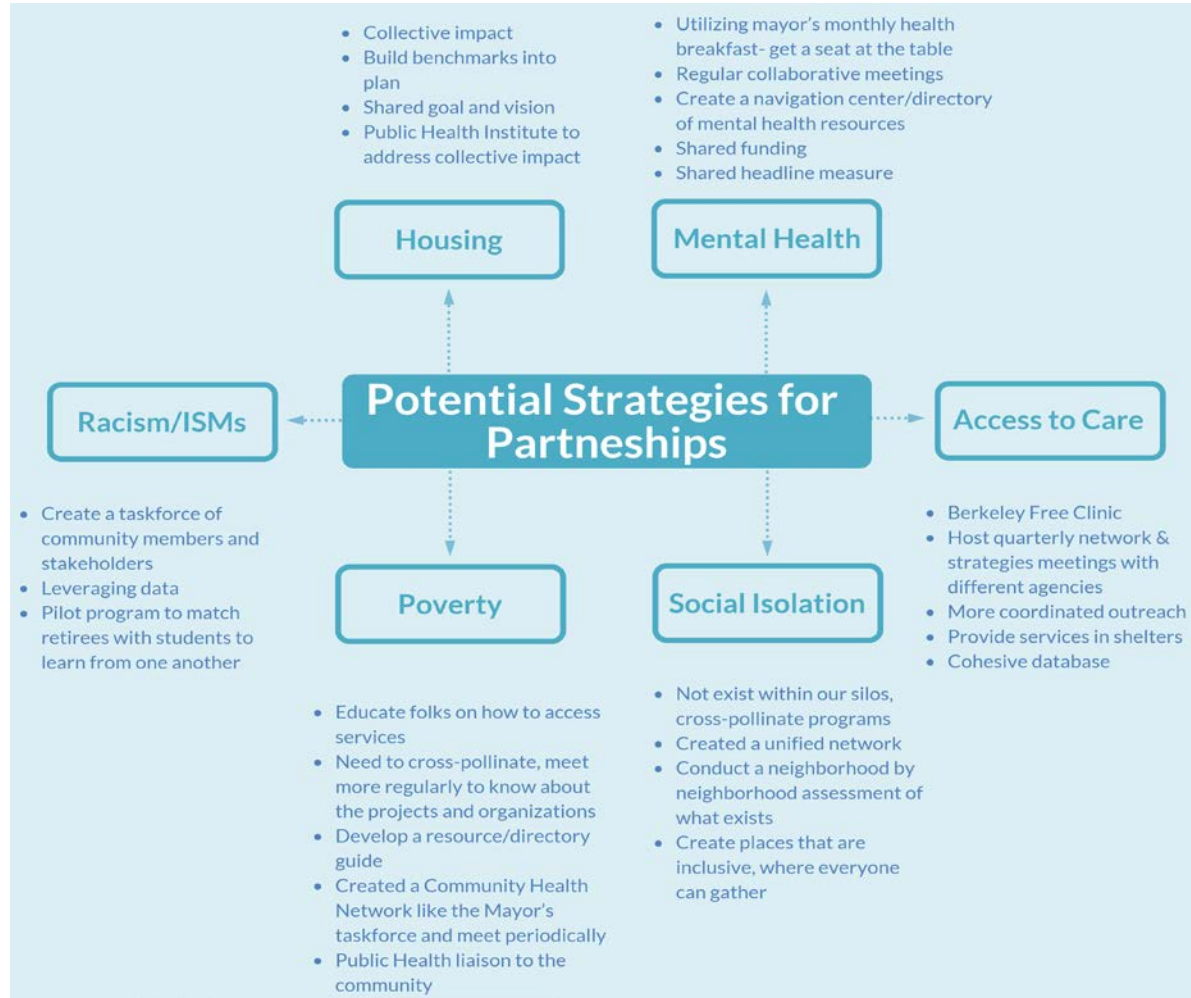 • Collective impact
• Build benchmarks into
plan
• Shared goal and vision
• Public Health Institute to
address collective impact
Housing
• Utilizing mayor's monthly health
breakfast- get a seat at the table
• Regular collaborative meetings
• Create a navigation center/directory
of mental health resources
• Shared funding
• Shared headline measure
Mental Health
Potential Strategies for
Partneships
Racism/ISMs
• Create a taskforce of
community members and
stakeholders
• Leveraging data
• Pilot program to match
retirees with students to
learn from one another
Access to Care
• Berkeley Free Clinic
• Host quarterly network &
strategies meetings with
different agencies
• More coordinated outreach
• Provide services in shelters
• Cohesive database
Poverty
• Educate folks on how to access
services
• Need to cross-pollinate, meet
more regularly to know about
the projects and organizations
• Develop a resource/directory
guide
• Created a Community Health
Network like the Mayor's
taskforce and meet periodically
• Public Health liaison to the
community
Social Isolation
• Not exist within our silos,
cross-pollinate programs
• Created a unified network
• Conduct a neighborhood by
neighborhood assessment of
what exists
• Create places that are
inclusive, where everyone
can gather